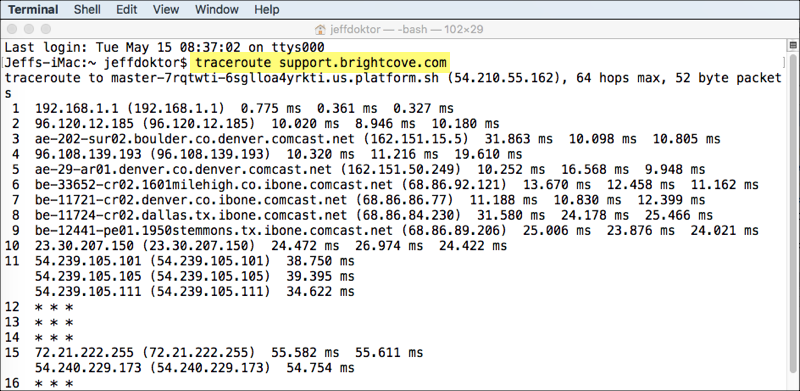 Terminal Shell Edit View Window Help
jeffdoktor — -bash — 102×29
Last login: Tue May 15 08:37:02 on ttys000
[Jeffs-iMac:~ jeffdoktor$ traceroute support.brightcove.com ]
traceroute to master-7rqtwti-6sglloa4yrkti.us.platform.sh (54.210.55.162), 64 hops max, 52 byte packet
s
1 192.168.1.1 (192.168.1.1) 0.775 ms 0.361 ms 0.327 ms
2 96.120.12.185 (96.120.12.185) 10.020 ms 8.946 ms 10.180 ms
3 ae-202-sur02.boulder.co.denver.comcast.net (162.151.15.5) 31.863 ms 10.098 ms 10.805 ms
4 96.108.139.193 (96.108.139.193) 10.320 ms 11.216 ms 19.610 ms
5 ae-29-ar01.denver.co.denver.comcast.net (162.151.50.249) 10.252 ms 16.568 ms 9.948 ms
6 be-33652-cr02.1601milehigh.co.ibone.comcast.net (68.86.92.121) 13.670 ms 12.458 ms 11.162 ms
7 be-11721-cr02.denver.co.ibone.comcast.net (68.86.86.77) 11.188 ms 10.830 ms 12.399 ms
8 be-11724-cr02.dallas.tx.ibone.comcast.net (68.86.84.230) 31.580 ms 24.178 ms 25.466 ms
9 be-12441-pe01.1950stemmons.tx.ibone.comcast.net (68.86.89.206) 25.006 ms 23.876 ms 24.021 ms
10 23.30.207.150 (23.30.207.150) 24.472 ms 26.974 ms 24.422 ms
11 54.239.105.101 (54.239.105.101) 38.750 ms
54.239.105.105 (54.239.105.105) 39.395 ms
54.239.105.111 (54.239.105.111) 34.622 ms
12 * * *
13 * * *
14 * * *
15 72.21.222.255 (72.21.222.255) 55.582 ms 55.611 ms
54.240.229.173 (54.240.229.173) 54.754 ms
16 * * *